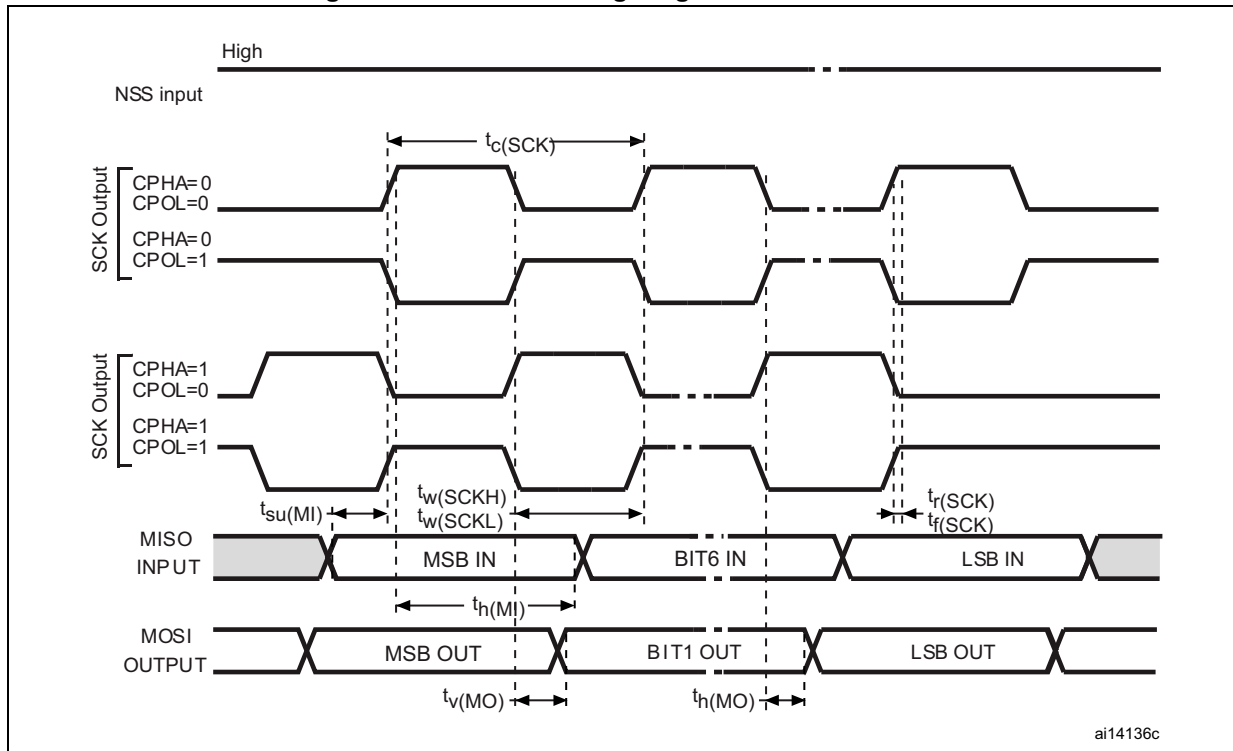 High
NSS input
tc(SCK)
SCK Output
CPHA=0
CPOL=0
CPHA=0
CPOL=1
SCK Output
CPHA=1
CPOL=0
CPHA=1
CPOL=1
tsu(MI)
tw(SCKH)
tw(SCKL)
tr(SCK)
tf(SCK)
MISO
INPUT
MSB IN
BIT6 IN
LSB IN
th(MI)
MOSI
OUTPUT
MSB OUT
BIT1 OUT
LSB OUT
tv(MO)
th(MO)
ai14136c